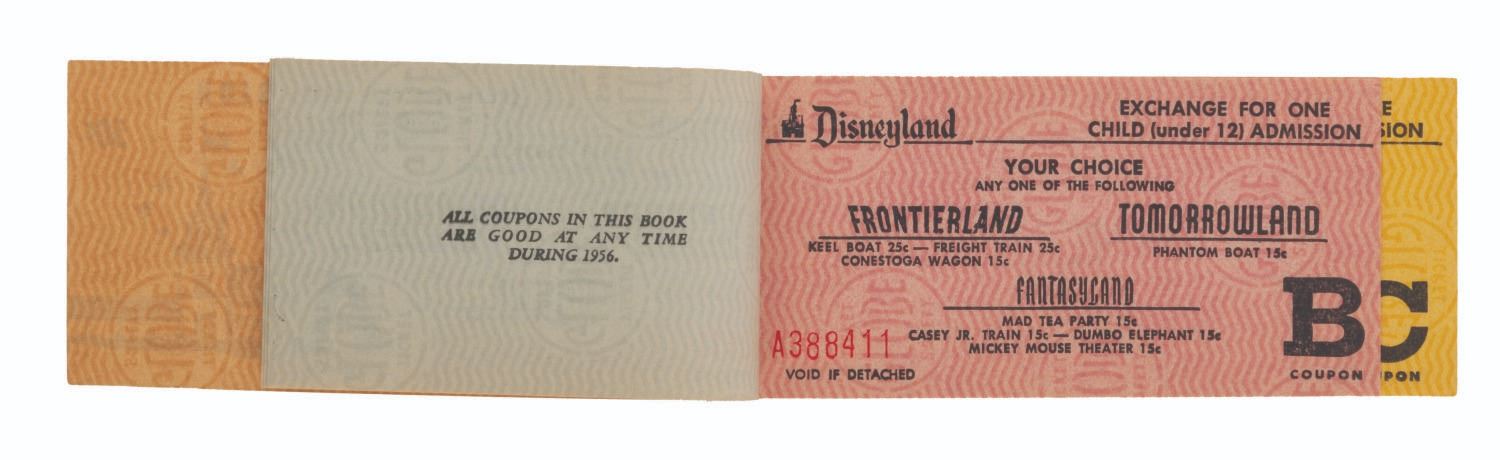 ALL COUPONS IN THIS BOOK
ARE GOOD AT ANY TIME
DURING 1956.
Disneyland
EXCHANGE FOR ONE
CHILD (under 12) ADMISSION
YOUR CHOICE
ANY ONE OF THE FOLLOWING
FRONTIERLAND
KEEL BOAT 25c — FREIGHT TRAIN 25c
CONESTOGA WAGON 15c
TOMORROWLAND
PHANTOM BOAT 15c
FANTASYLAND
MAD TEA PARTY 15c
CASEY JR. TRAIN 15c — DUMBO ELEPHANT 15c
MICKEY MOUSE THEATER 15c
A388411
VOID IF DETACHED
B
COUPON
E
SION
C
UPON